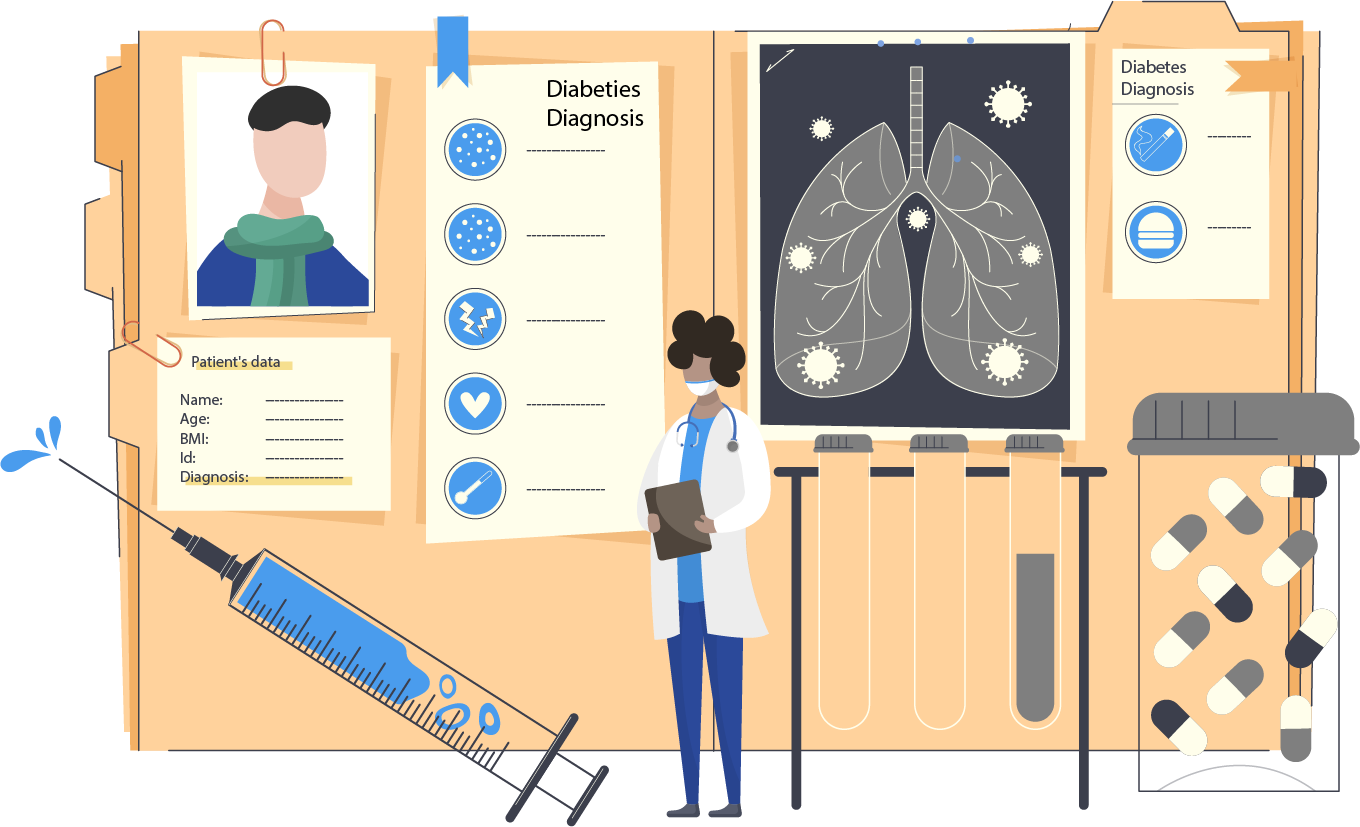 Diabeties
Diagnosis
Diabetes
Diagnosis
Patient's data
Name: ---------------
Age: ---------------
BMI: ---------------
Id: ---------------
Diagnosis: ---------------